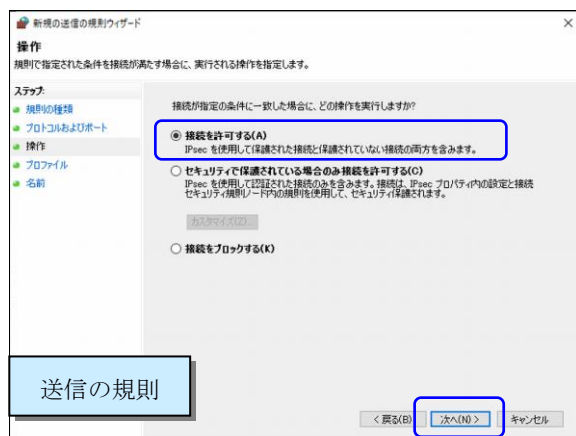 新規の送信の規則ウィザード
操作
規則で指定された条件を接続が満たす場合に、実行される操作を指定します。
ステップ:
規則の種類
プロトコルおよびポート
操作
プロファイル
名前
接続が指定の条件に一致した場合に、どの操作を実行しますか?
接続を許可する(A)
IPsec を使用して保護された接続と保護されていない接続の両方を含みます。
セキュリティで保護されている場合のみ接続を許可する(C)
IPsec を使用して認証された接続のみを含みます。接続は、IPsec プロパティ内の設定と接続
セキュリティ規則ノード内の規則を使用して、セキュリティ保護されます。
カスタマイズ(Z)...
接続をブロックする(K)
送信の規則
< 戻る(B)
次へ(N) >
キャンセル